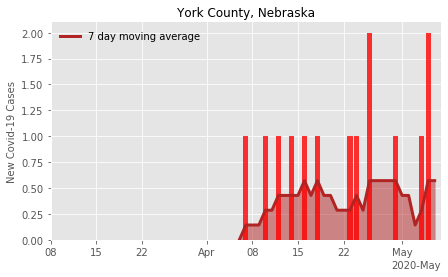 York County, Nebraska
7 day moving average
New Covid-19 Cases
2.00
1.75
1.50
1.25
1.00
0.75
0.50
0.25
0.00
08 15 22 Apr 08 15 22 May
2020-May